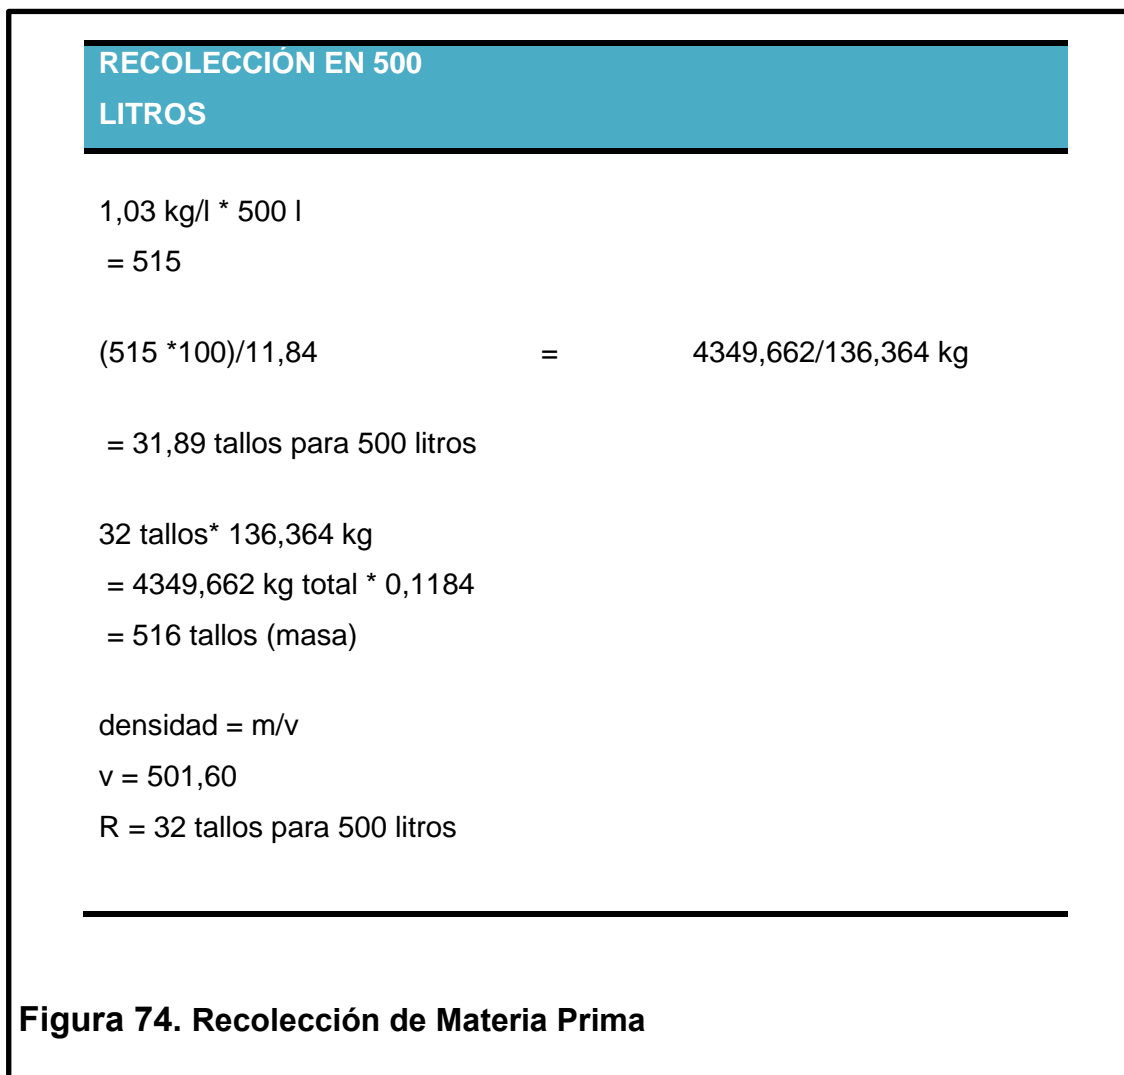 RECOLECCIÓN EN 500
LITROS
1,03 kg/l * 500 l
= 515
(515 *100)/11,84 = 4349,662/136,364 kg
= 31,89 tallos para 500 litros
32 tallos* 136,364 kg
= 4349,662 kg total * 0,1184
= 516 tallos (masa)
densidad = m/v
v = 501,60
R = 32 tallos para 500 litros
Figura 74. Recolección de Materia Prima